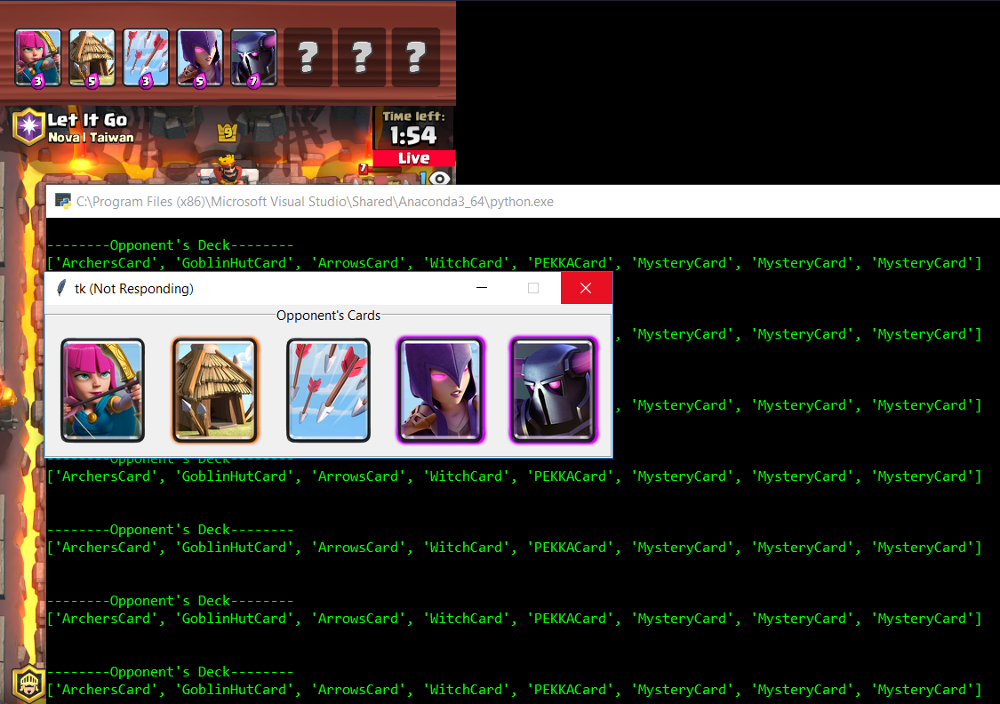 3 5 3 5 7 ? ? ?
Let It Go
Nova | Taiwan
9
Time left:
1:54
Live
7
1
C:\Program Files (x86)\Microsoft Visual Studio\Shared\Anaconda3_64\python.exe
--------Opponent's Deck--------
['ArchersCard', 'GoblinHutCard', 'ArrowsCard', 'WitchCard', 'PEKKACard', 'MysteryCard', 'MysteryCard', 'MysteryCard']
tk (Not Responding)
Opponent's Cards
, 'MysteryCard', 'MysteryCard', 'MysteryCard']
, 'MysteryCard', 'MysteryCard', 'MysteryCard']
--------Opponent's Deck--------
['ArchersCard', 'GoblinHutCard', 'ArrowsCard', 'WitchCard', 'PEKKACard', 'MysteryCard', 'MysteryCard', 'MysteryCard']
--------Opponent's Deck--------
['ArchersCard', 'GoblinHutCard', 'ArrowsCard', 'WitchCard', 'PEKKACard', 'MysteryCard', 'MysteryCard', 'MysteryCard']
--------Opponent's Deck--------
['ArchersCard', 'GoblinHutCard', 'ArrowsCard', 'WitchCard', 'PEKKACard', 'MysteryCard', 'MysteryCard', 'MysteryCard']
--------Opponent's Deck--------
['ArchersCard', 'GoblinHutCard', 'ArrowsCard', 'WitchCard', 'PEKKACard', 'MysteryCard', 'MysteryCard', 'MysteryCard']